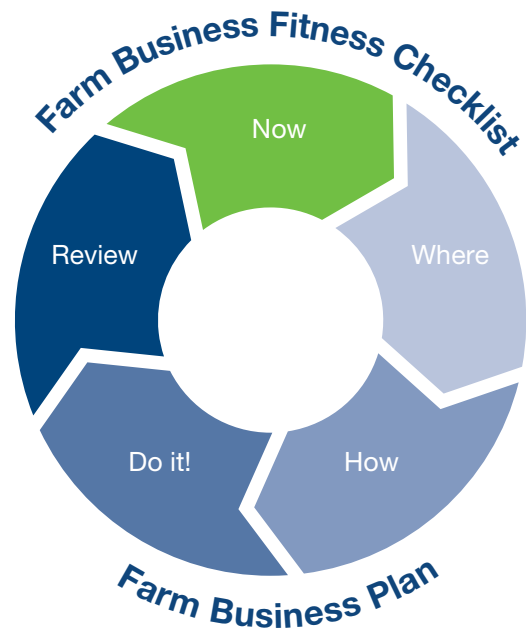 Farm Business Fitness Checklist
Now
Where
How
Do it!
Review
Farm Business Plan